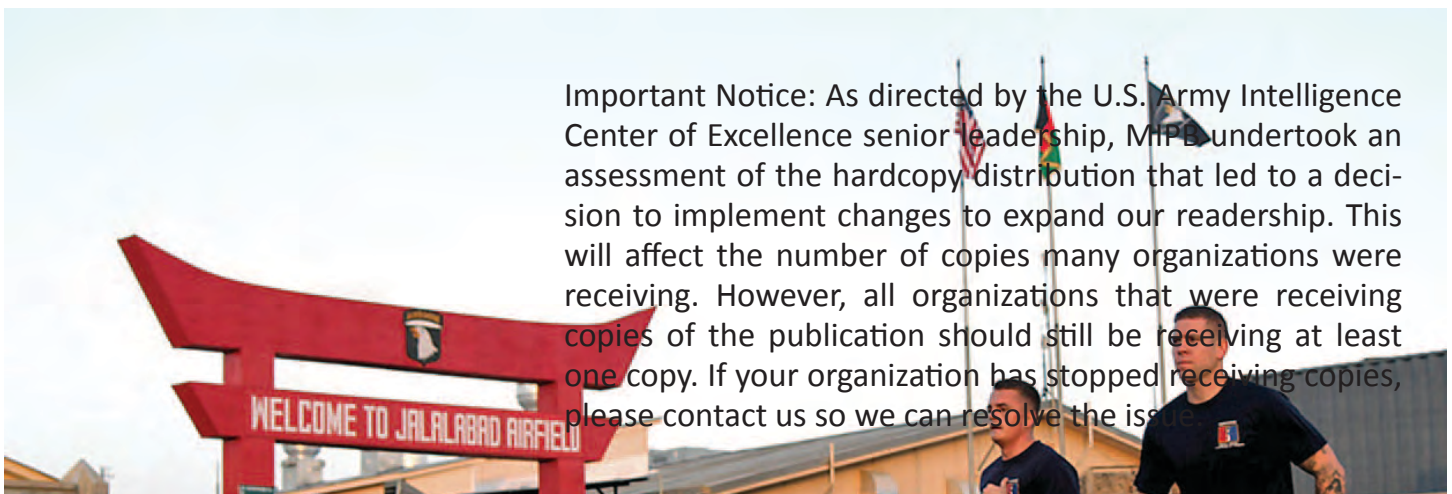 Important Notice: As directed by the U.S. Army Intelligence
Center of Excellence senior leadership, MIPB undertook an
assessment of the hardcopy distribution that led to a deci-
sion to implement changes to expand our readership. This
will affect the number of copies many organizations were
receiving. However, all organizations that were receiving
copies of the publication should still be receiving at least
one copy. If your organization has stopped receiving copies,
please contact us so we can resolve the issue.
WELCOME TO JALALABAD AIRFIELD